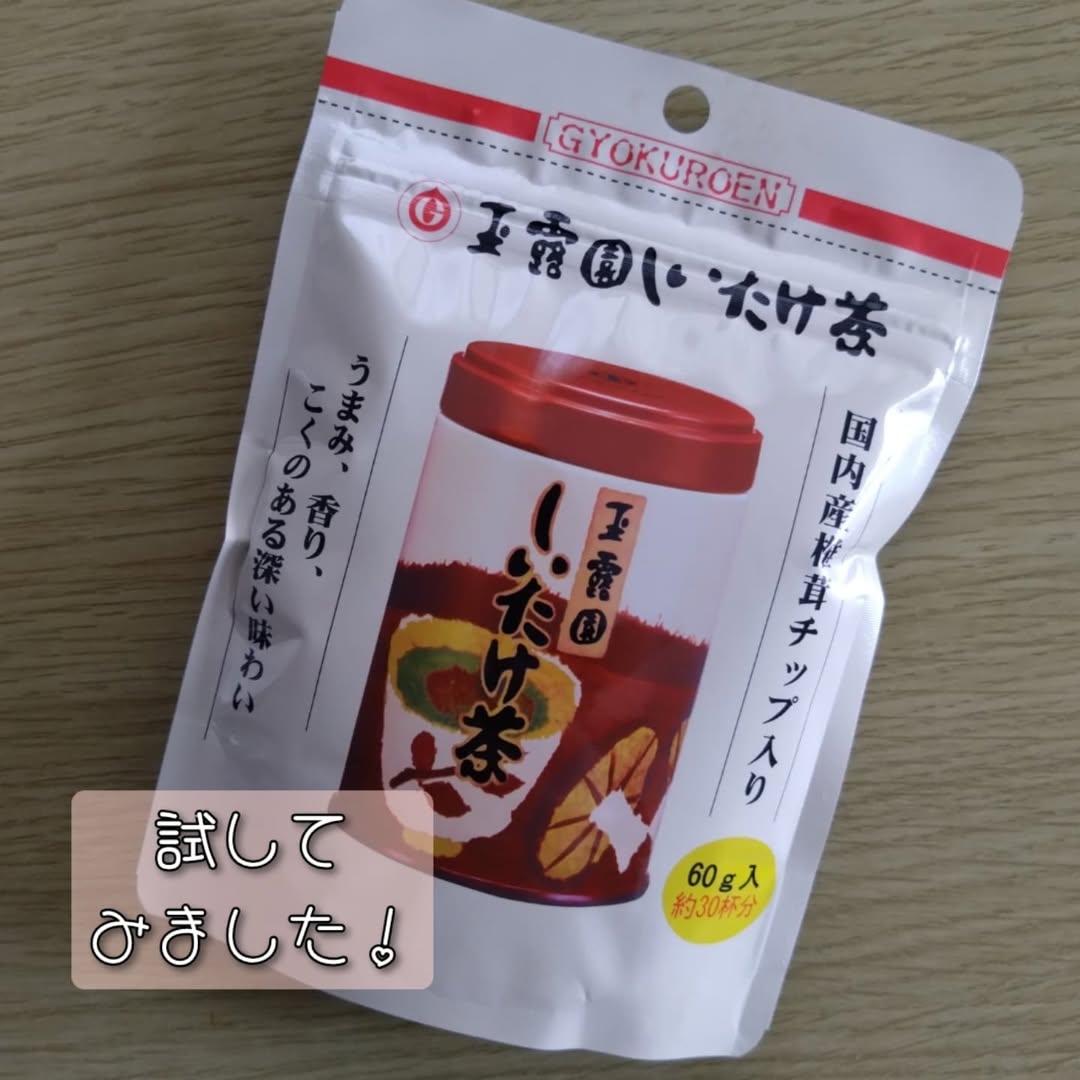 GYOKUROEN
玉露園しいたけ茶
国内産椎茸チップ入り
うまみ、香り、
こくのある深い味わい
玉露園
しいたけ茶
60g入
約30杯分
試して
みました!